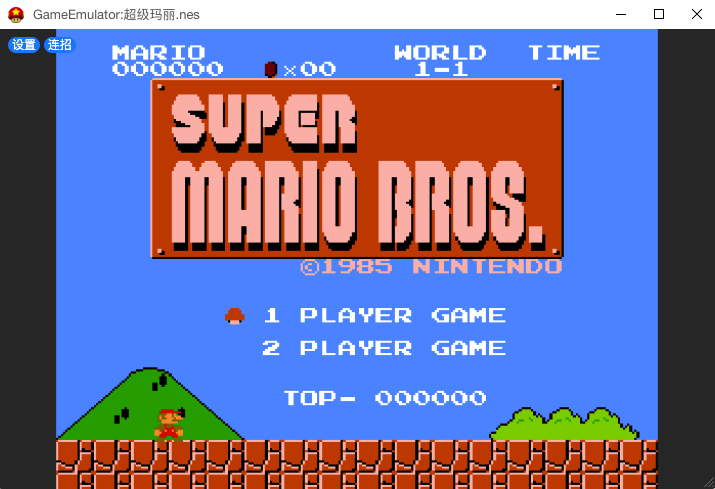 GameEmulator:超级玛丽.nes
设置 连招
MARIO WORLD TIME
000000 ×00 1-1
SUPER
MARIO BROS.
©1985 NINTENDO
1 PLAYER GAME
2 PLAYER GAME
TOP- 000000